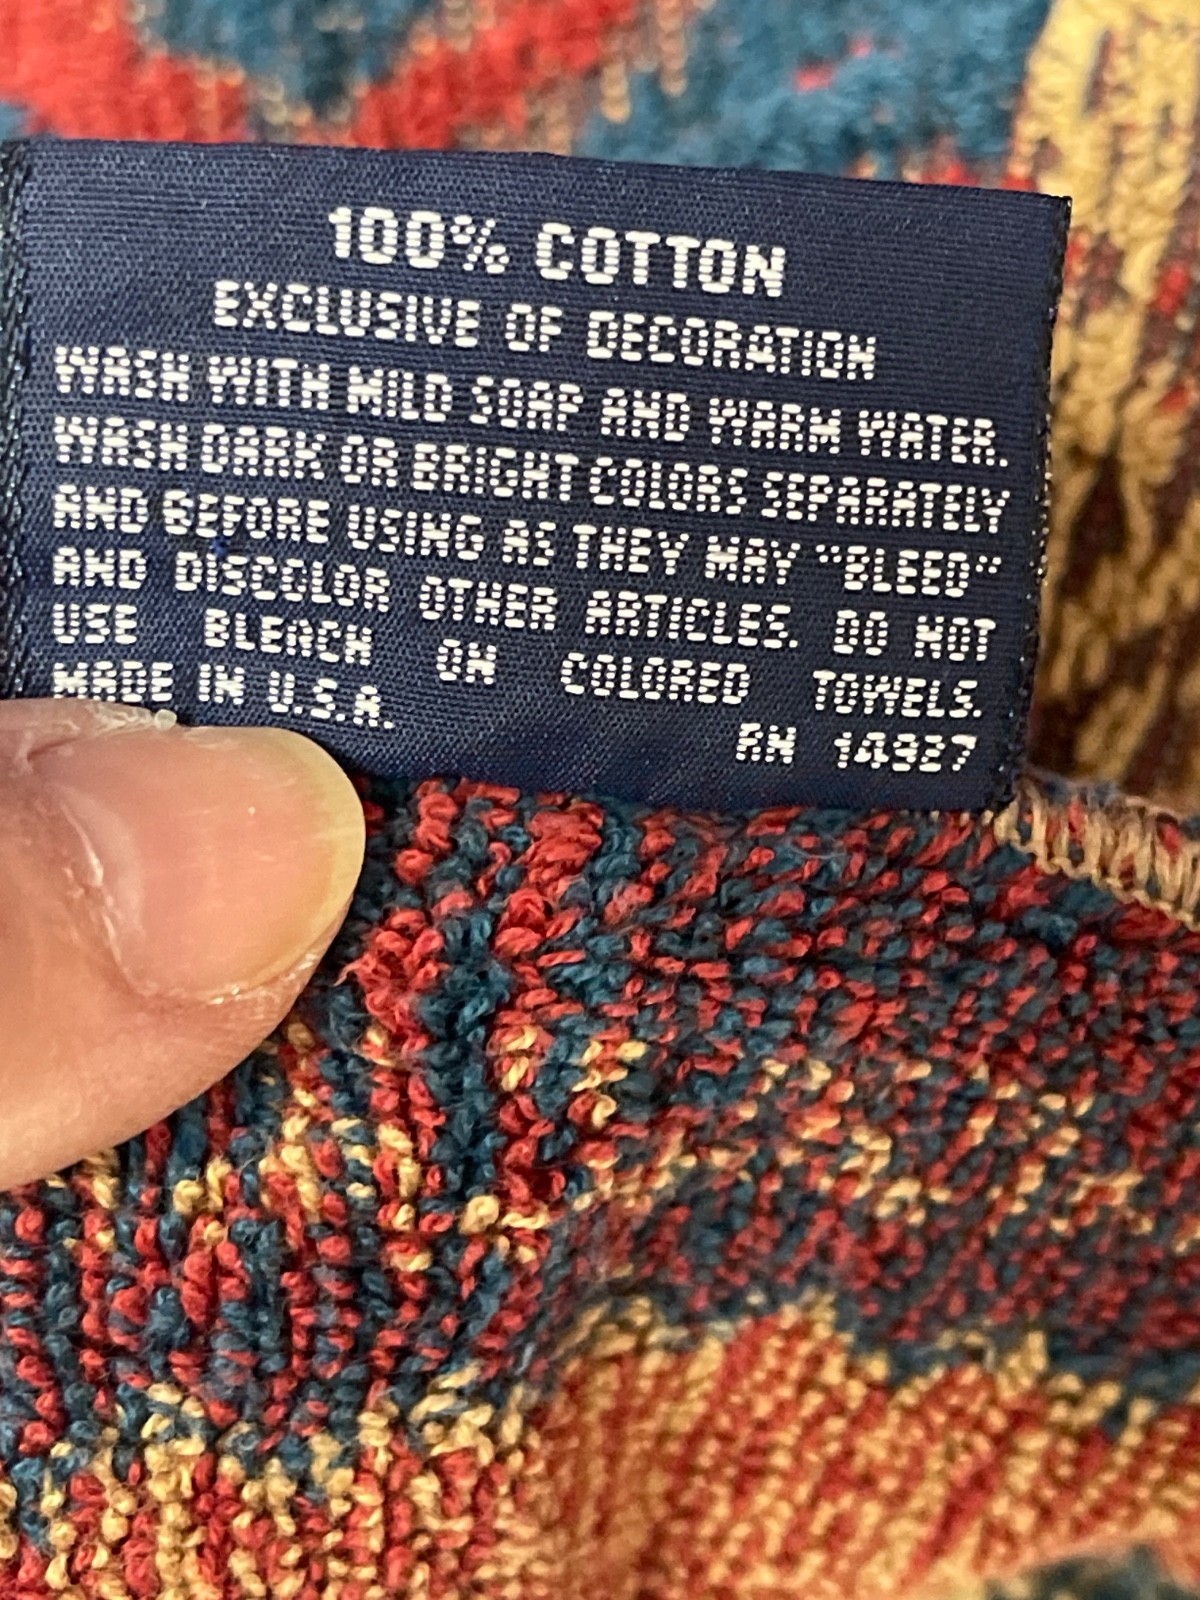 100% COTTON
EXCLUSIVE OF DECORATION
WASH WITH MILD SOAP AND WARM WATER.
WASH DARK OR BRIGHT COLORS SEPARATELY
AND BEFORE USING AS THEY MAY "BLEED"
AND DISCOLOR OTHER ARTICLES. DO NOT
USE BLEACH ON COLORED TOWELS.
MADE IN U.S.A.
RN 14927